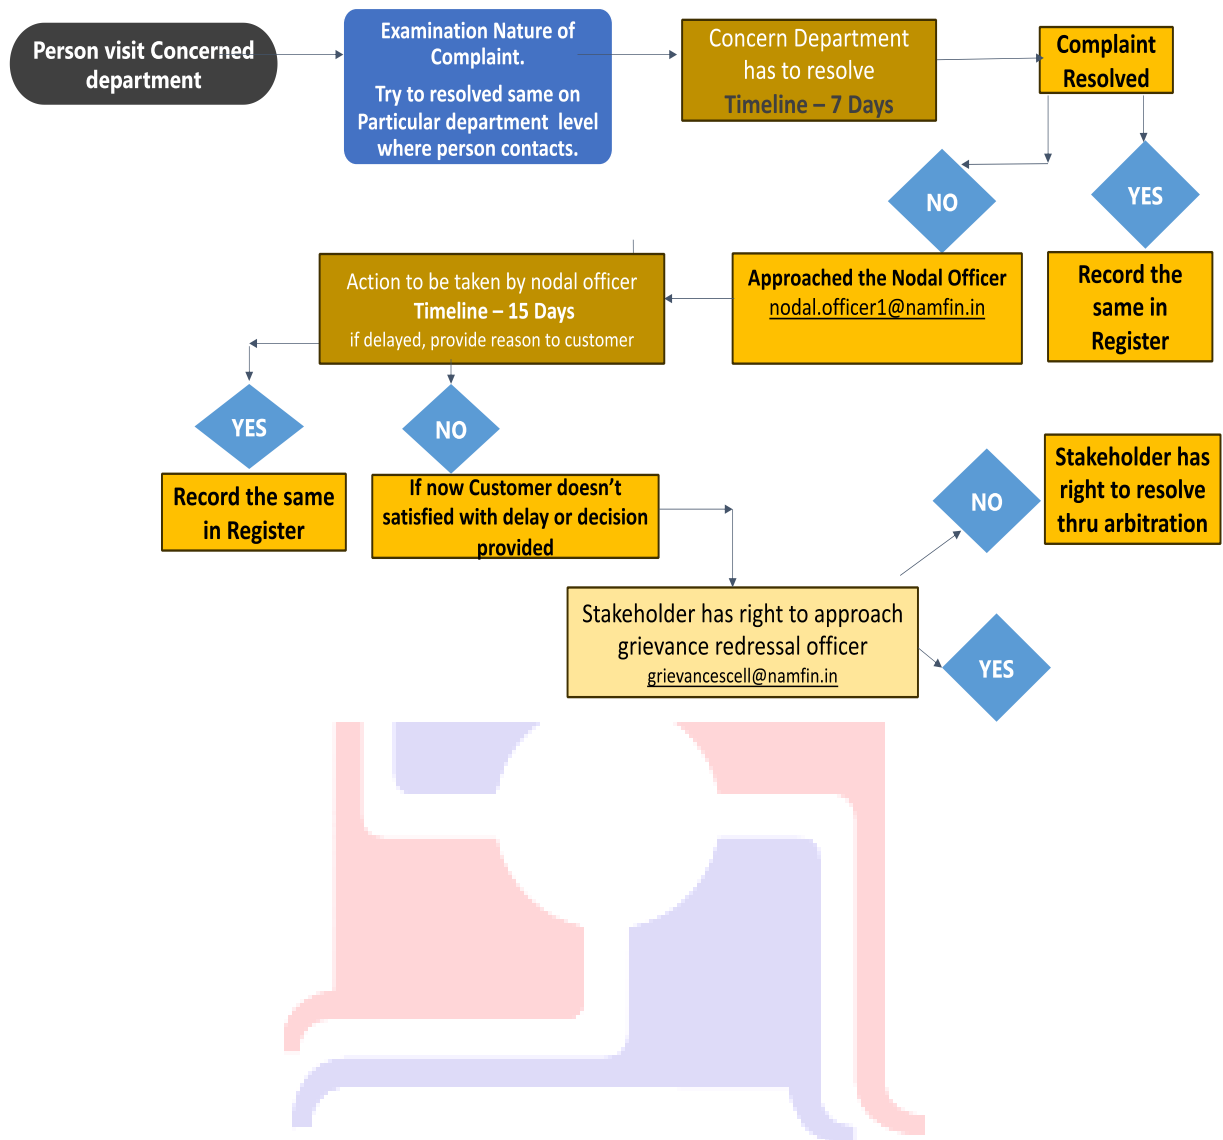 Person visit Concerned
department
Examination Nature of
Complaint.
Try to resolved same on
Particular department level
where person contacts.
Concern Department
has to resolve
Timeline – 7 Days
Complaint
Resolved
NO
YES
Approached the Nodal Officer
nodal.officer1@namfin.in
Record the
same in
Register
Action to be taken by nodal officer
Timeline – 15 Days
if delayed, provide reason to customer
YES
NO
Record the same
in Register
If now Customer doesn't
satisfied with delay or decision
provided
Stakeholder has right to approach
grievance redressal officer
grievancescell@namfin.in
NO
Stakeholder has
right to resolve
thru arbitration
YES